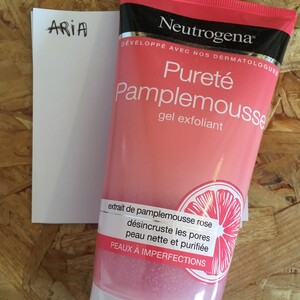 ARIA
Neutrogena®
DÉVELOPPÉ AVEC NOS DERMATOLOGUES
Pureté
Pamplemousse
gel exfoliant
extrait de pamplemousse rose
désincruste les pores
peau nette et purifiée
PEAUX À IMPERFECTIONS